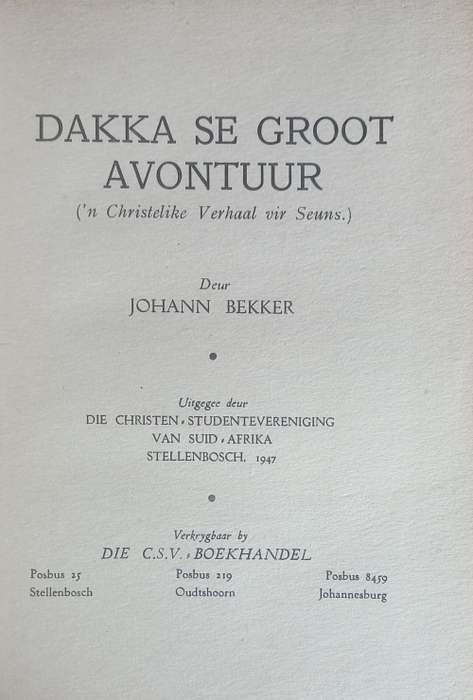 DAKKA SE GROOT
AVONTUUR
('n Christelike Verhaal vir Seuns.)
Deur
JOHANN BEKKER
Uitgegee deur
DIE CHRISTEN-STUDENTEVERENIGING
VAN SUID-AFRIKA
STELLENBOSCH, 1947
Verkrygbaar by
DIE C.S.V.-BOEKHANDEL
Posbus 25 Posbus 219 Posbus 8459
Stellenbosch Oudtshoorn Johannesburg